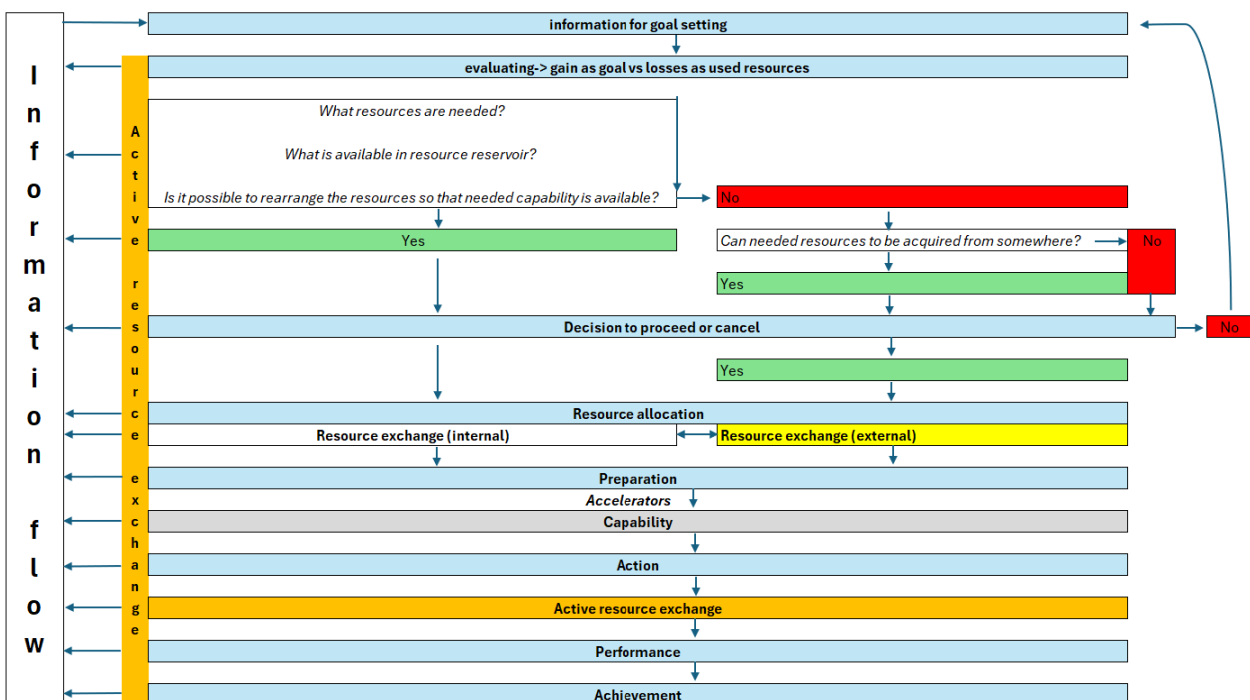 Information flow
information for goal setting
Active resource exchange
evaluating-> gain as goal vs losses as used resources
What resources are needed?
What is available in resource reservoir?
Is it possible to rearrange the resources so that needed capability is available?
No
Yes
Can needed resources to be acquired from somewhere?
No
Yes
Decision to proceed or cancel
No
Yes
Resource allocation
Resource exchange (internal)
Resource exchange (external)
Preparation
Accelerators
Capability
Action
Active resource exchange
Performance
Achievement